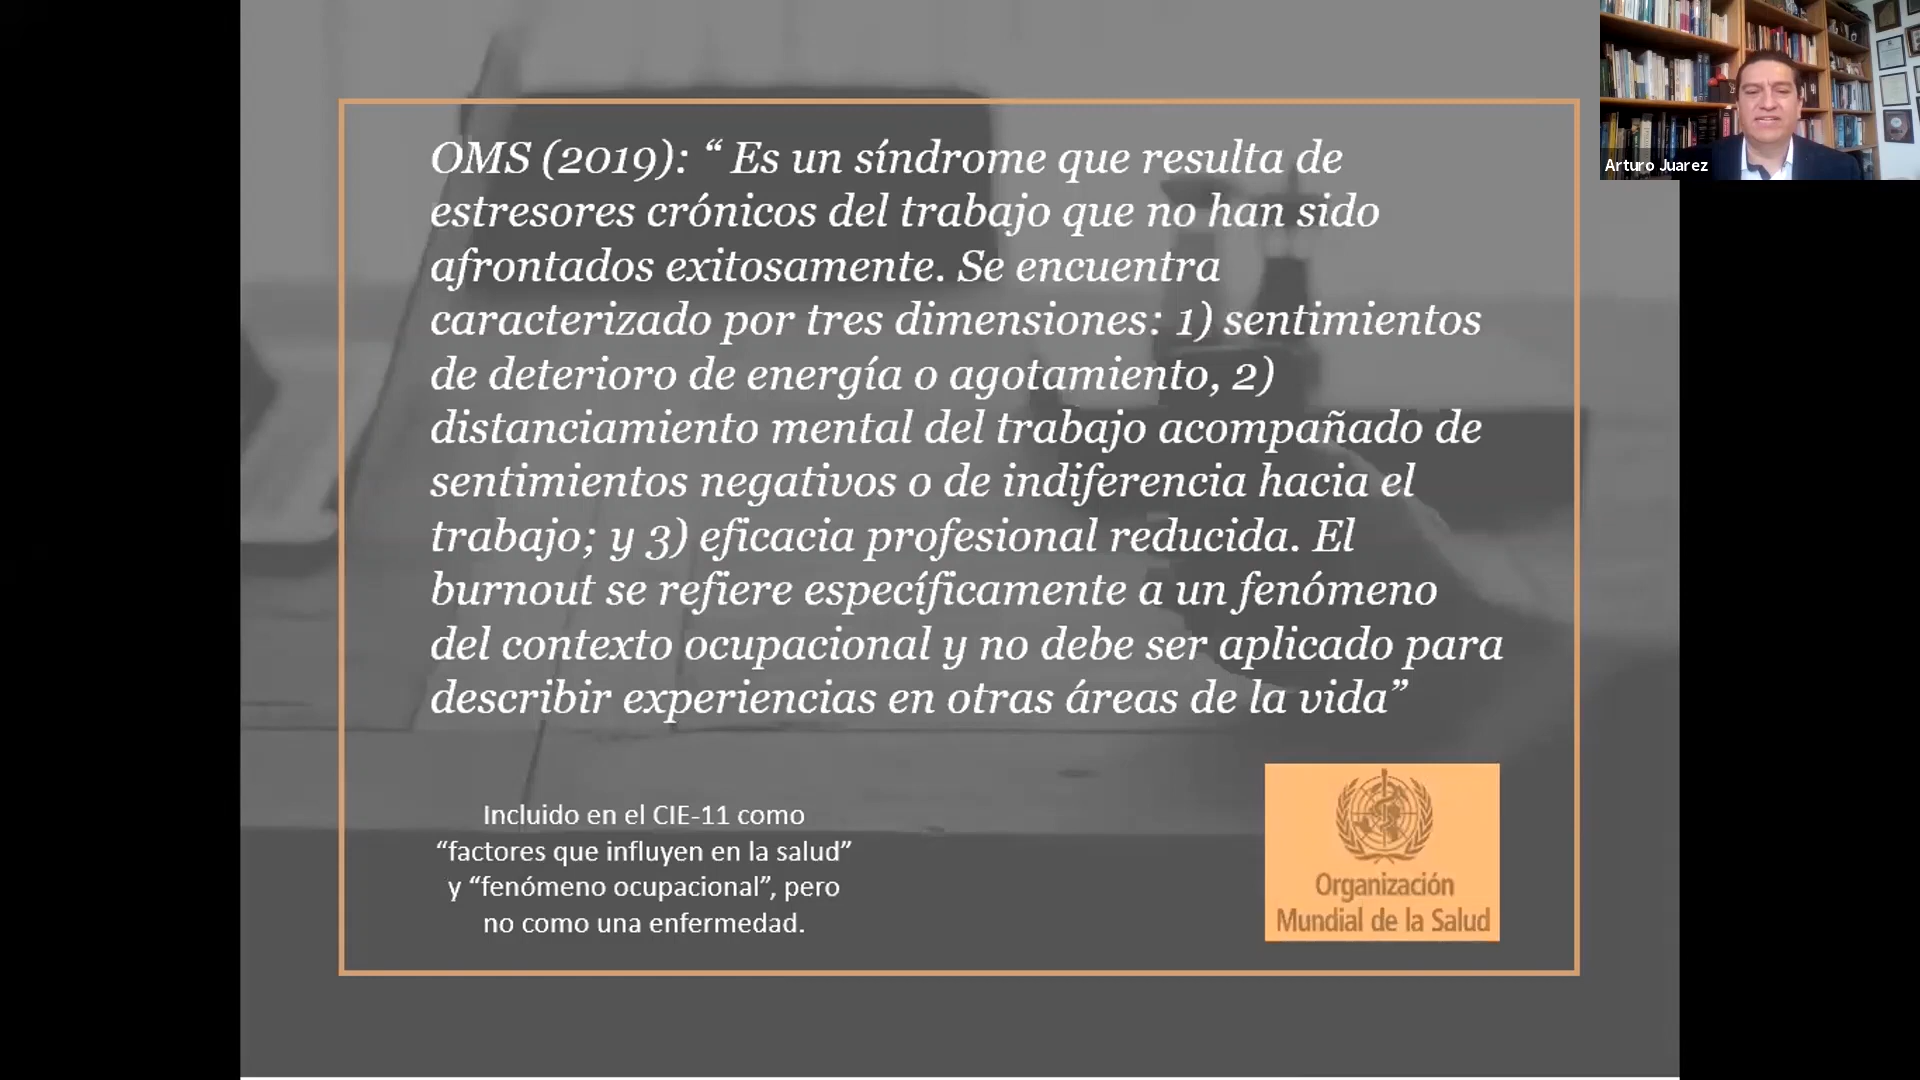 OMS (2019): “ Es un síndrome que resulta de
estresores crónicos del trabajo que no han sido
afrontados exitosamente. Se encuentra
caracterizado por tres dimensiones: 1) sentimientos
de deterioro de energía o agotamiento, 2)
distanciamiento mental del trabajo acompañado de
sentimientos negativos o de indiferencia hacia el
trabajo; y 3) eficacia profesional reducida. El
burnout se refiere específicamente a un fenómeno
del contexto ocupacional y no debe ser aplicado para
describir experiencias en otras áreas de la vida”
Incluido en el CIE-11 como
“factores que influyen en la salud”
y “fenómeno ocupacional”, pero
no como una enfermedad.
Organización
Mundial de la Salud
Arturo Juarez